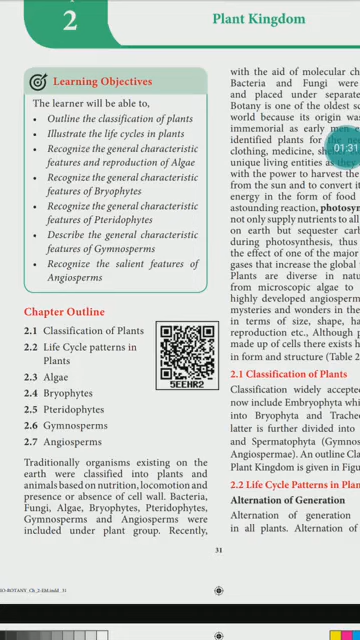 2
Plant Kingdom
Learning Objectives
The learner will be able to,
• Outline the classification of plants
• Illustrate the life cycles in plants
• Recognize the general characteristic
features and reproduction of Algae
• Recognize the general characteristic
features of Bryophytes
• Recognize the general characteristic
features of Pteridophytes
• Describe the general characteristic
features of Gymnosperms
• Recognize the salient features of
Angiosperms
Chapter Outline
2.1 Classification of Plants
2.2 Life Cycle patterns in
Plants
2.3 Algae
2.4 Bryophytes
2.5 Pteridophytes
2.6 Gymnosperms
2.7 Angiosperms
5EEHR2
Traditionally organisms existing on the
earth were classified into plants and
animals based on nutrition, locomotion and
presence or absence of cell wall. Bacteria,
Fungi, Algae, Bryophytes, Pteridophytes,
Gymnosperms and Angiosperms were
included under plant group. Recently,
with the aid of molecular
Bacteria and Fungi were
and placed under separate
Botany is one of the oldest
world because its origin was
immemorial as early men
identified plants for the
clothing, medicine,
unique living entities as they
with the power to harvest the
from the sun and to convert it
energy in the form of food
astounding reaction,
not only supply nutrients to all
on earth but sequester
during photosynthesis, thus
the effect of one of the major
gases that increase the global
Plants are diverse in
from microscopic algae to
highly developed
mysteries and wonders in the
in terms of size, shape,
reproduction etc., Although
made up of cells there exists
in form and structure (Table 2
2.1 Classification of Plants
Classification widely accepted
now include Embryophyta
into Bryophyta and
latter is further divided into
and Spermatophyta
Angiospermae). An outline
Plant Kingdom is given in
2.2 Life Cycle Patterns in
Alternation of Generation
Alternation of generation
in all plants. Alternation of
31
01:31